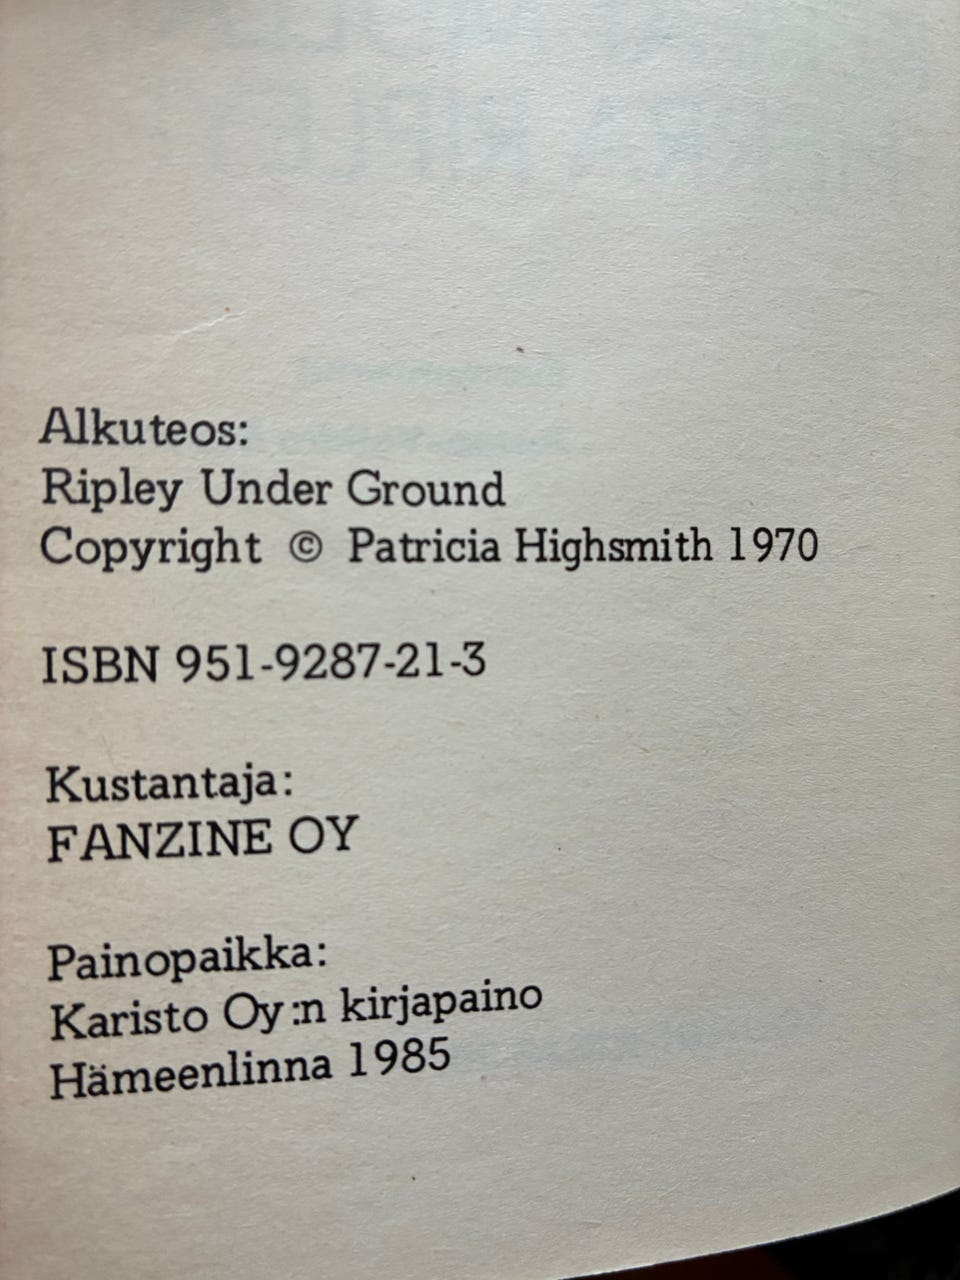 Alkuteos:
Ripley Under Ground
Copyright © Patricia Highsmith 1970
ISBN 951-9287-21-3
Kustantaja:
FANZINE OY
Painopaikka:
Karisto Oy:n kirjapaino
Hämeenlinna 1985